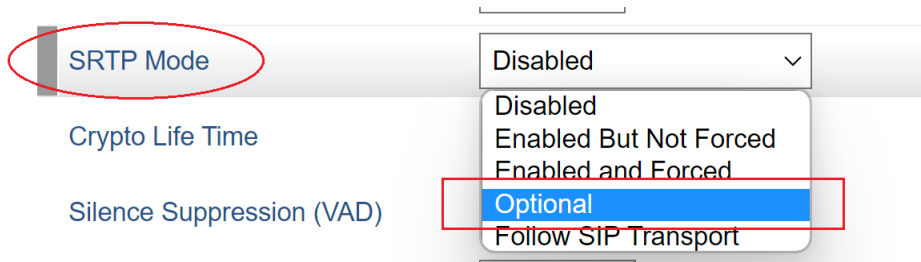 SRTP Mode
Disabled
Disabled
Enabled But Not Forced
Crypto Life Time
Enabled and Forced
Optional
Silence Suppression (VAD)
Follow SIP Transport